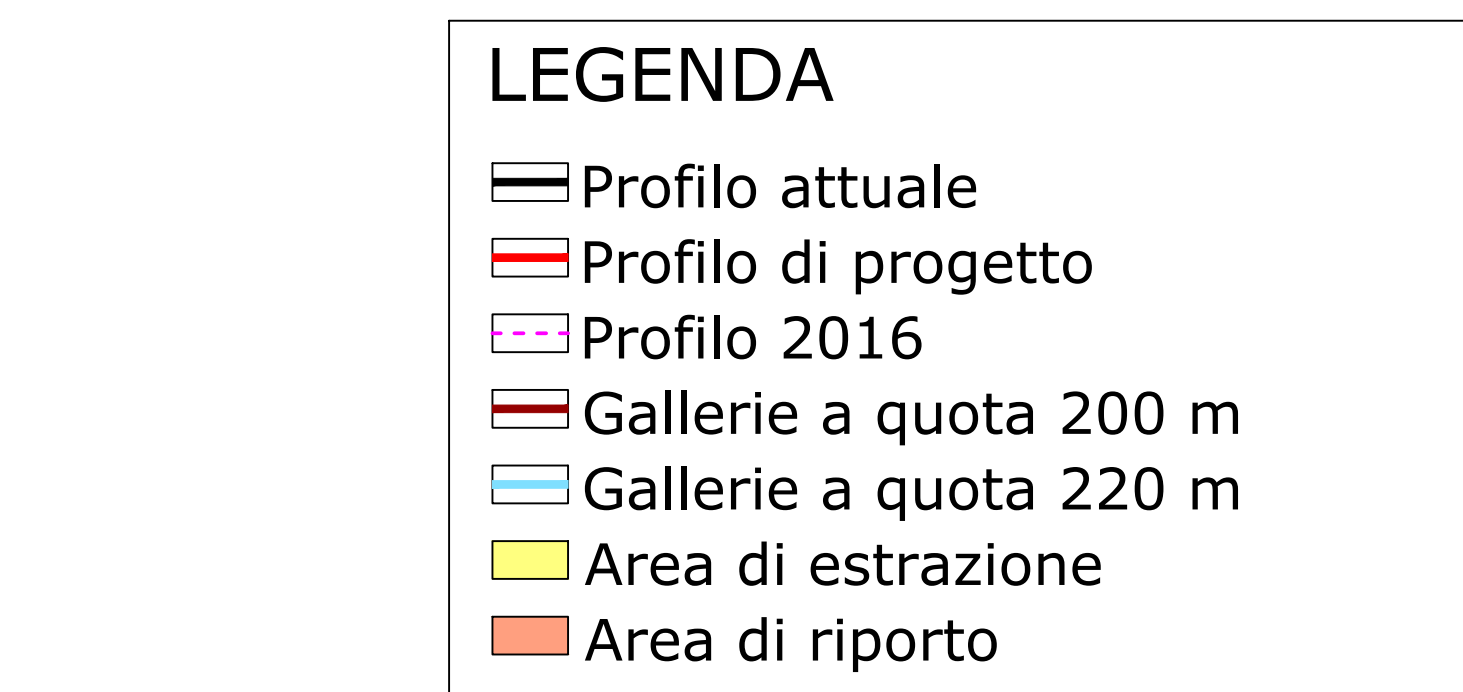 LEGENDA
Profilo attuale
Profilo di progetto
Profilo 2016
Gallerie a quota 200 m
Gallerie a quota 220 m
Area di estrazione
Area di riporto